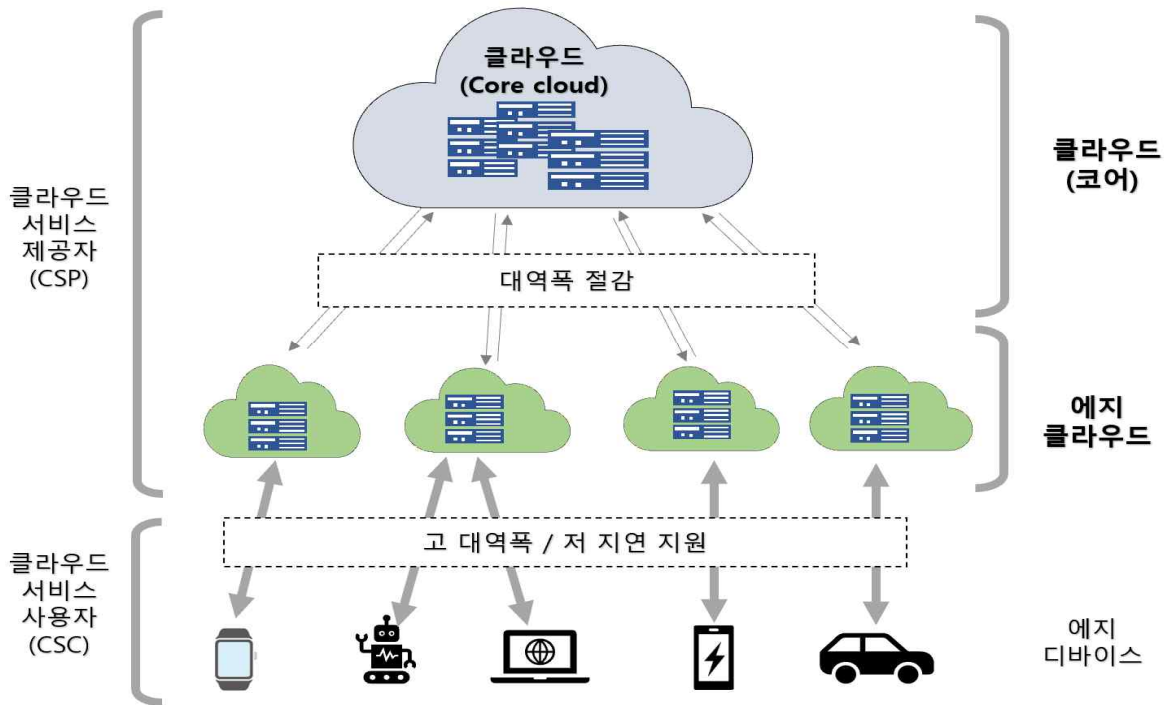 클라우드
(Core cloud)
클라우드
(코어)
클라우드
서비스
제공자
(CSP)
대역폭 절감
에지
클라우드
고 대역폭 / 저 지연 지원
클라우드
서비스
사용자
(CSC)
에지
디바이스